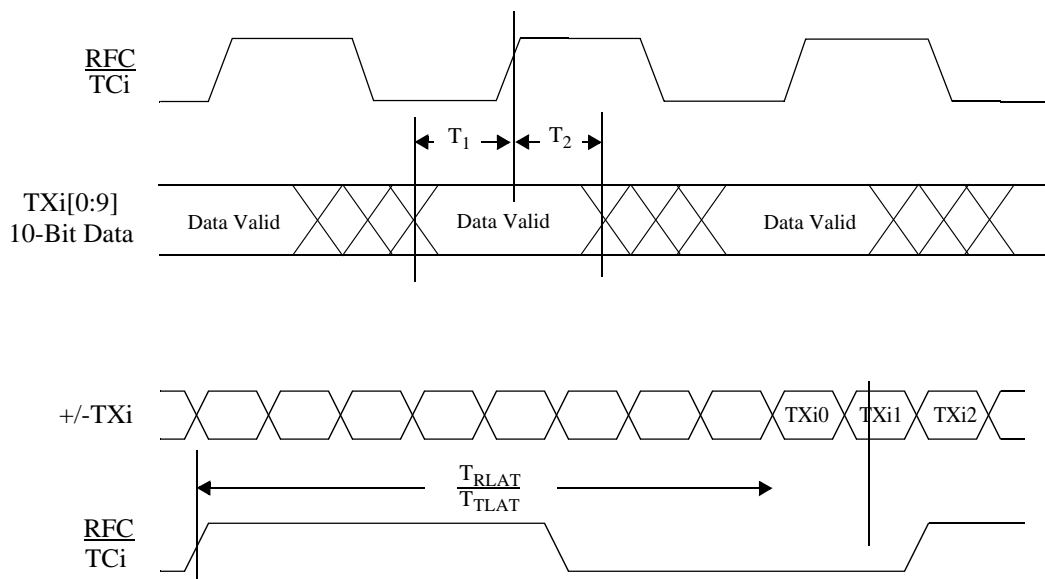 RFC
TCi
T1 T2
TXi[0:9]
10-Bit Data
Data Valid Data Valid Data Valid
+/-TXi
TXi0 TXi1 TXi2
TRLAT
TTLAT
RFC
TCi